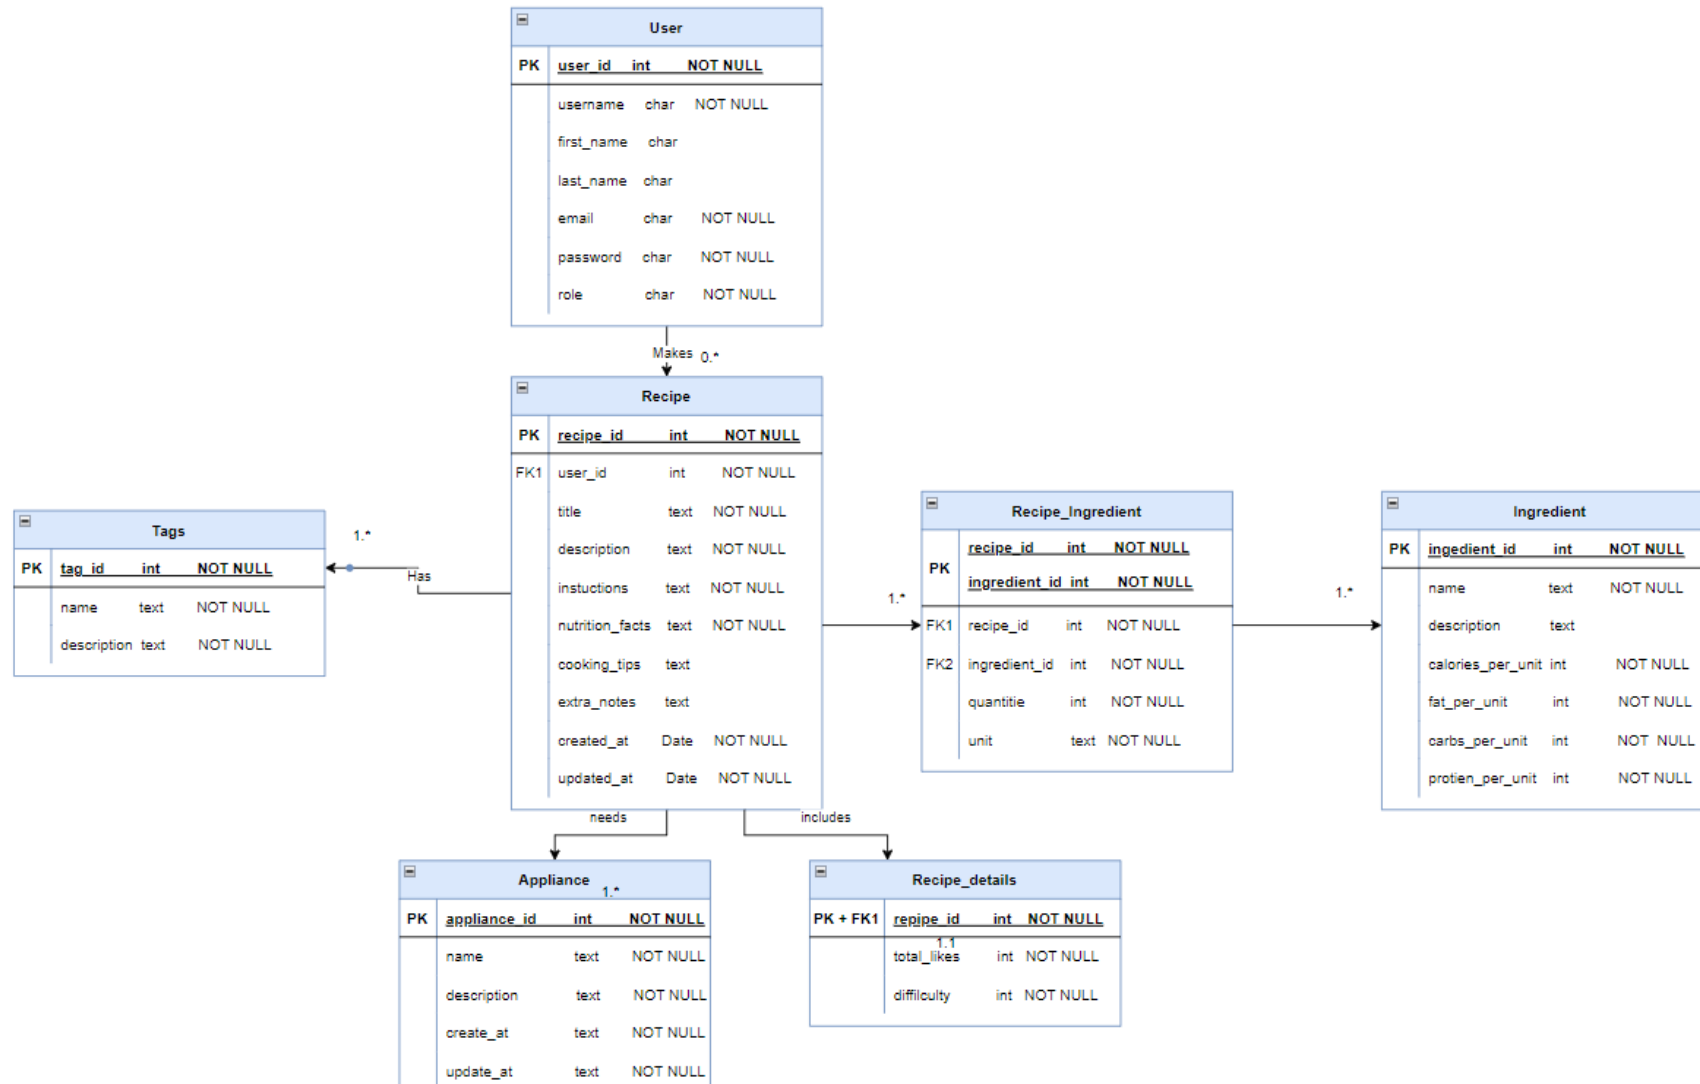 User
PK user_id int NOT NULL
username char NOT NULL
first_name char
last_name char
email char NOT NULL
password char NOT NULL
role char NOT NULL
Makes 0.*
Recipe
PK recipe_id int NOT NULL
FK1 user_id int NOT NULL
title text NOT NULL
description text NOT NULL
instuctions text NOT NULL
nutrition_facts text NOT NULL
cooking_tips text
extra_notes text
created_at Date NOT NULL
updated_at Date NOT NULL
Tags
PK tag_id int NOT NULL
name text NOT NULL
description text NOT NULL
1.*
Has
Recipe_Ingredient
PK
recipe_id int NOT NULL
ingredient_id int NOT NULL
FK1 recipe_id int NOT NULL
FK2 ingredient_id int NOT NULL
quantitie int NOT NULL
unit text NOT NULL
1.*
Ingredient
PK ingedient_id int NOT NULL
name text NOT NULL
description text
calories_per_unit int NOT NULL
fat_per_unit int NOT NULL
carbs_per_unit int NOT NULL
protien_per_unit int NOT NULL
1.*
needs
includes
Appliance
1.*
PK appliance_id int NOT NULL
name text NOT NULL
description text NOT NULL
create_at text NOT NULL
update_at text NOT NULL
Recipe_details
PK + FK1 repipe_id int NOT NULL
1.1
total_likes int NOT NULL
diffilculty int NOT NULL